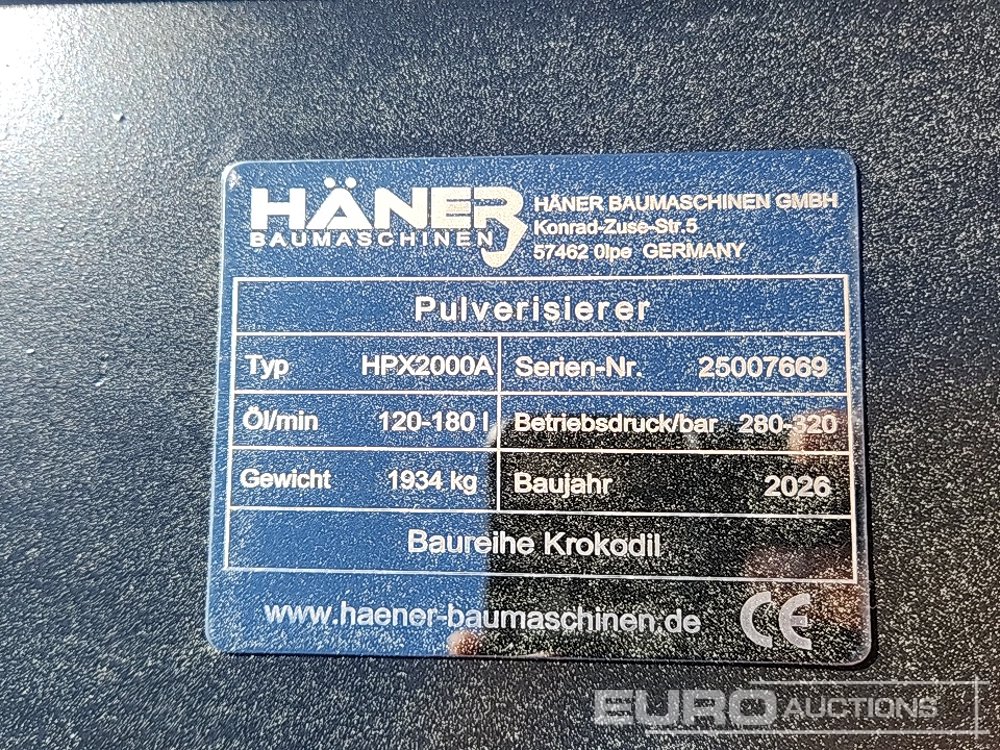 HÄNER
BAUMASCHINEN
HÄNER BAUMASCHINEN GMBH
Konrad-Zuse-Str.5
57462 Olpe GERMANY
Pulverisierer
Typ HPX2000A Serien-Nr. 25007669
Öl/min 120-180 l Betriebsdruck/bar 280-320
Gewicht 1934 kg Baujahr 2026
Baureihe Krokodil
www.haener-baumaschinen.de CE
EURO AUCTIONS